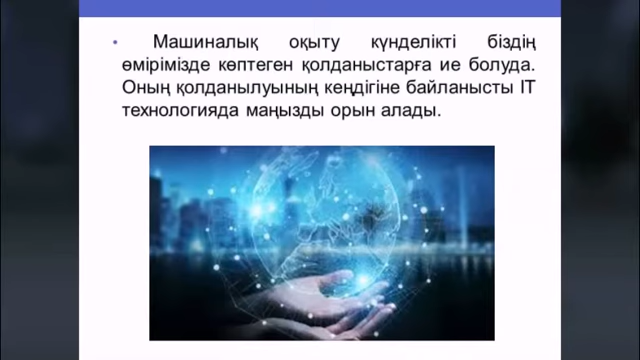 • Машиналық оқыту күнделікті біздің
өмірімізде көптеген қолданыстарға ие болуда.
Оның қолданылуының кеңдігіне байланысты IT
технологияда маңызды орын алады.